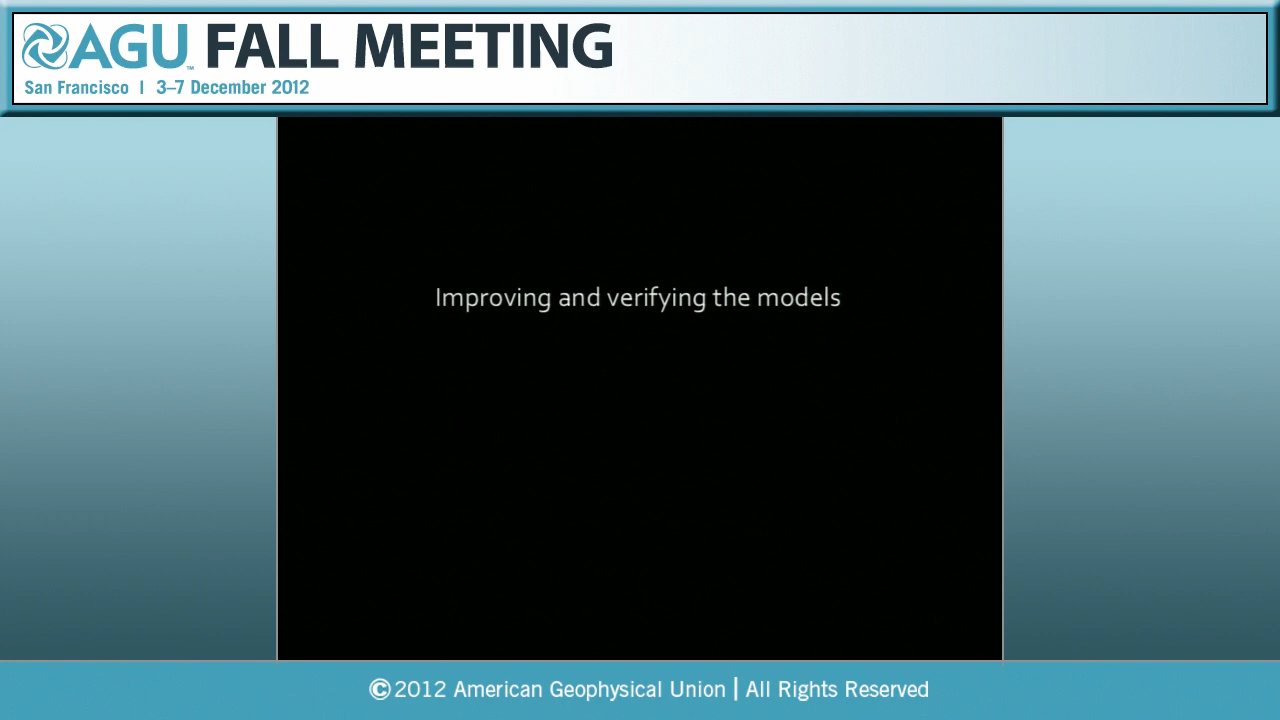 AGU™ FALL MEETING
San Francisco | 3–7 December 2012
Improving and verifying the models
©2012 American Geophysical Union | All Rights Reserved